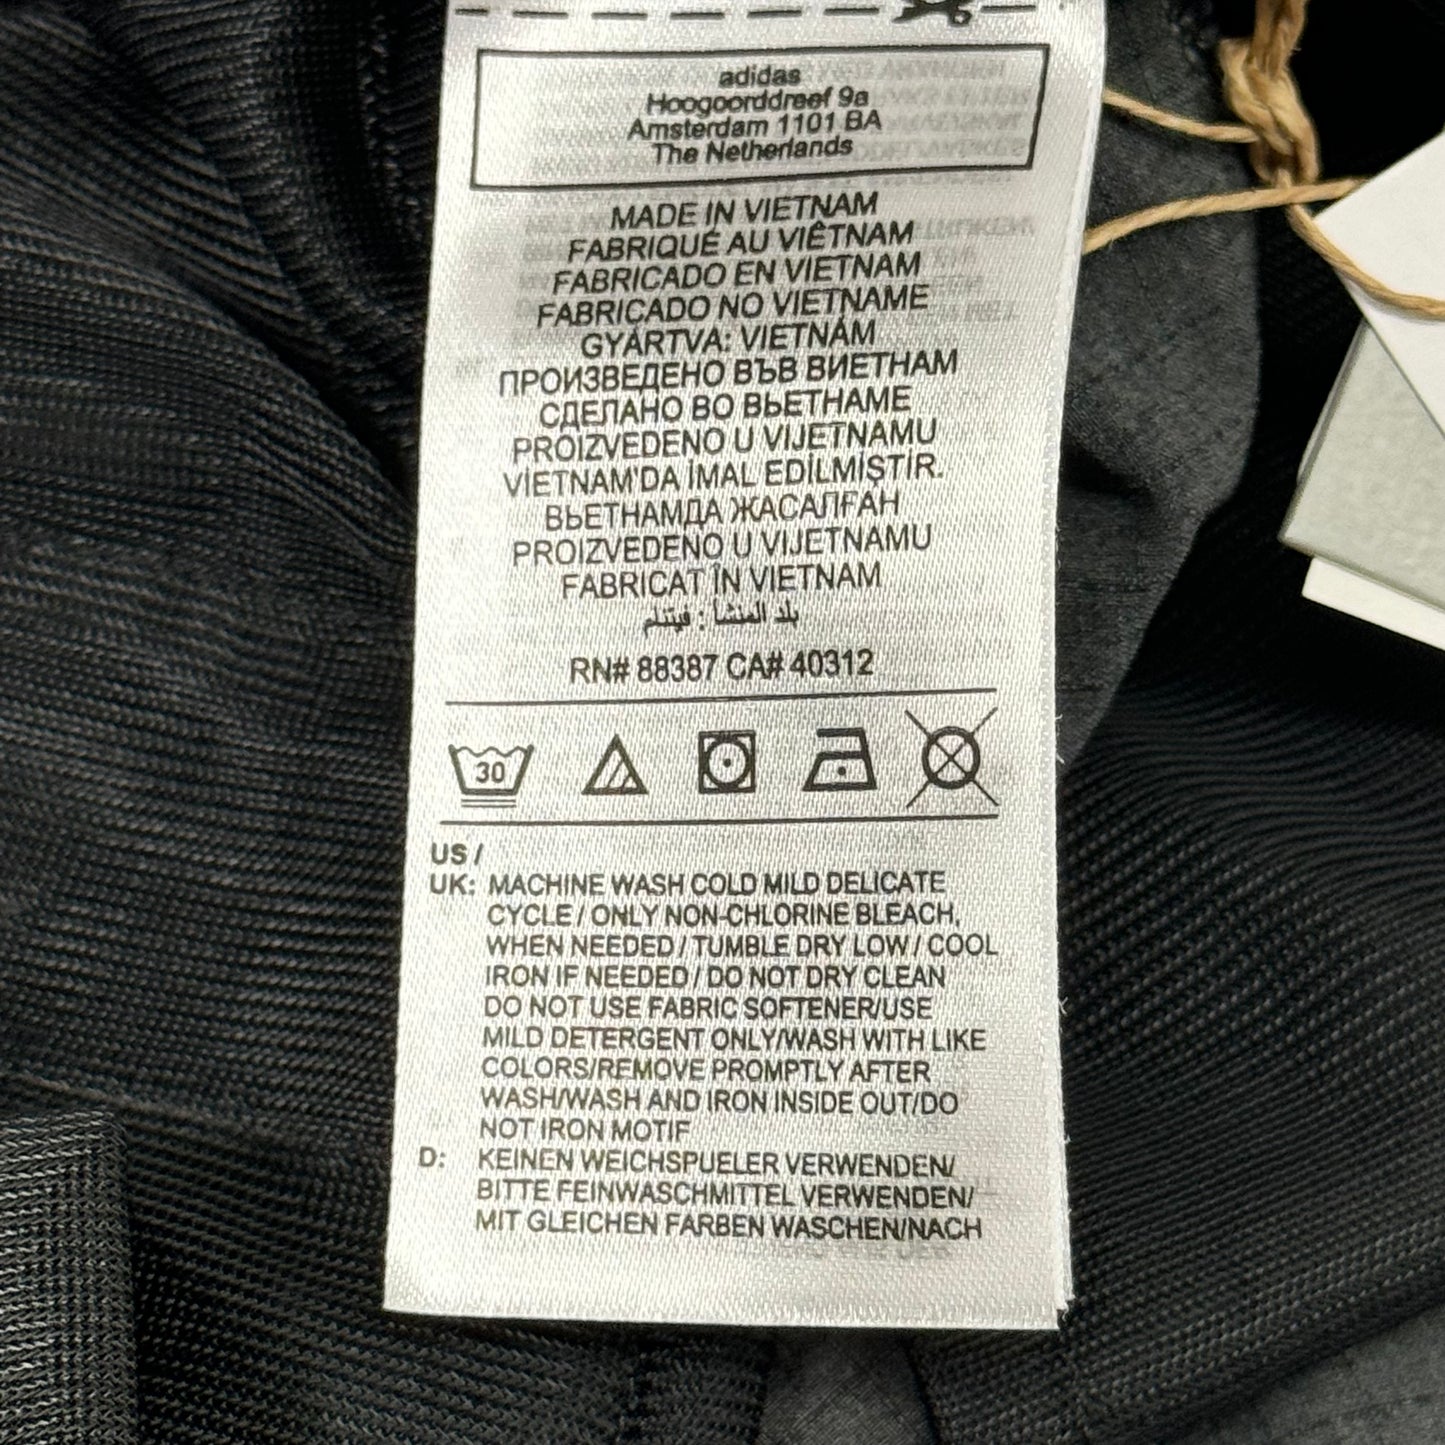 adidas
Hoogoorddreef 9a
Amsterdam 1101 BA
The Netherlands
MADE IN VIETNAM
FABRIQUÉ AU VIÊTNAM
FABRICADO EN VIETNAM
FABRICADO NO VIETNAME
GYÁRTVA: VIETNÁM
ПРОИЗВЕДЕНО ВЪВ ВИЕТНАМ
СДЕЛАНО ВО ВЬЕТНАМЕ
PROIZVEDENO U VIJETNAMU
VİETNAM'DA İMAL EDİLMİŞTİR.
ВЬЕТНАМДА ЖАСАЛҒАН
PROIZVEDENO U VIJETNAMU
FABRICAT ÎN VIETNAM
بلد المنشأ : فيتنام
RN# 88387 CA# 40312
30
US /
UK: MACHINE WASH COLD MILD DELICATE
CYCLE / ONLY NON-CHLORINE BLEACH,
WHEN NEEDED / TUMBLE DRY LOW / COOL
IRON IF NEEDED / DO NOT DRY CLEAN
DO NOT USE FABRIC SOFTENER/USE
MILD DETERGENT ONLY/WASH WITH LIKE
COLORS/REMOVE PROMPTLY AFTER
WASH/WASH AND IRON INSIDE OUT/DO
NOT IRON MOTIF
D: KEINEN WEICHSPUELER VERWENDEN/
BITTE FEINWASCHMITTEL VERWENDEN/
MIT GLEICHEN FARBEN WASCHEN/NACH